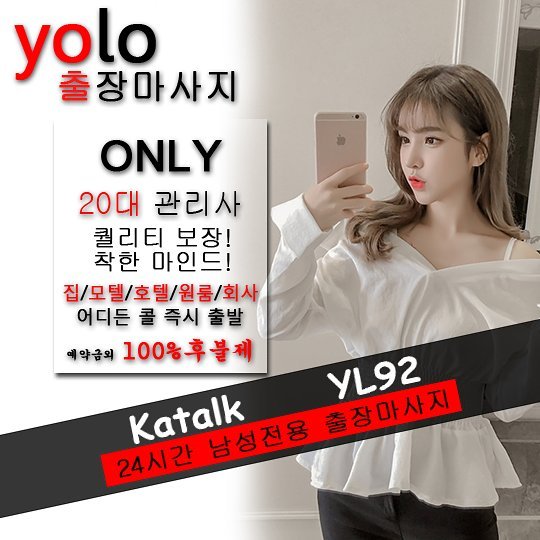 yolo
출장마사지
ONLY
20대 관리사
퀄리티 보장!
착한 마인드!
집/모텔/호텔/원룸/회사
어디든 콜 즉시 출발
예약금의 100%후불제
Katalk YL92
24시간 남성전용 출장마사지